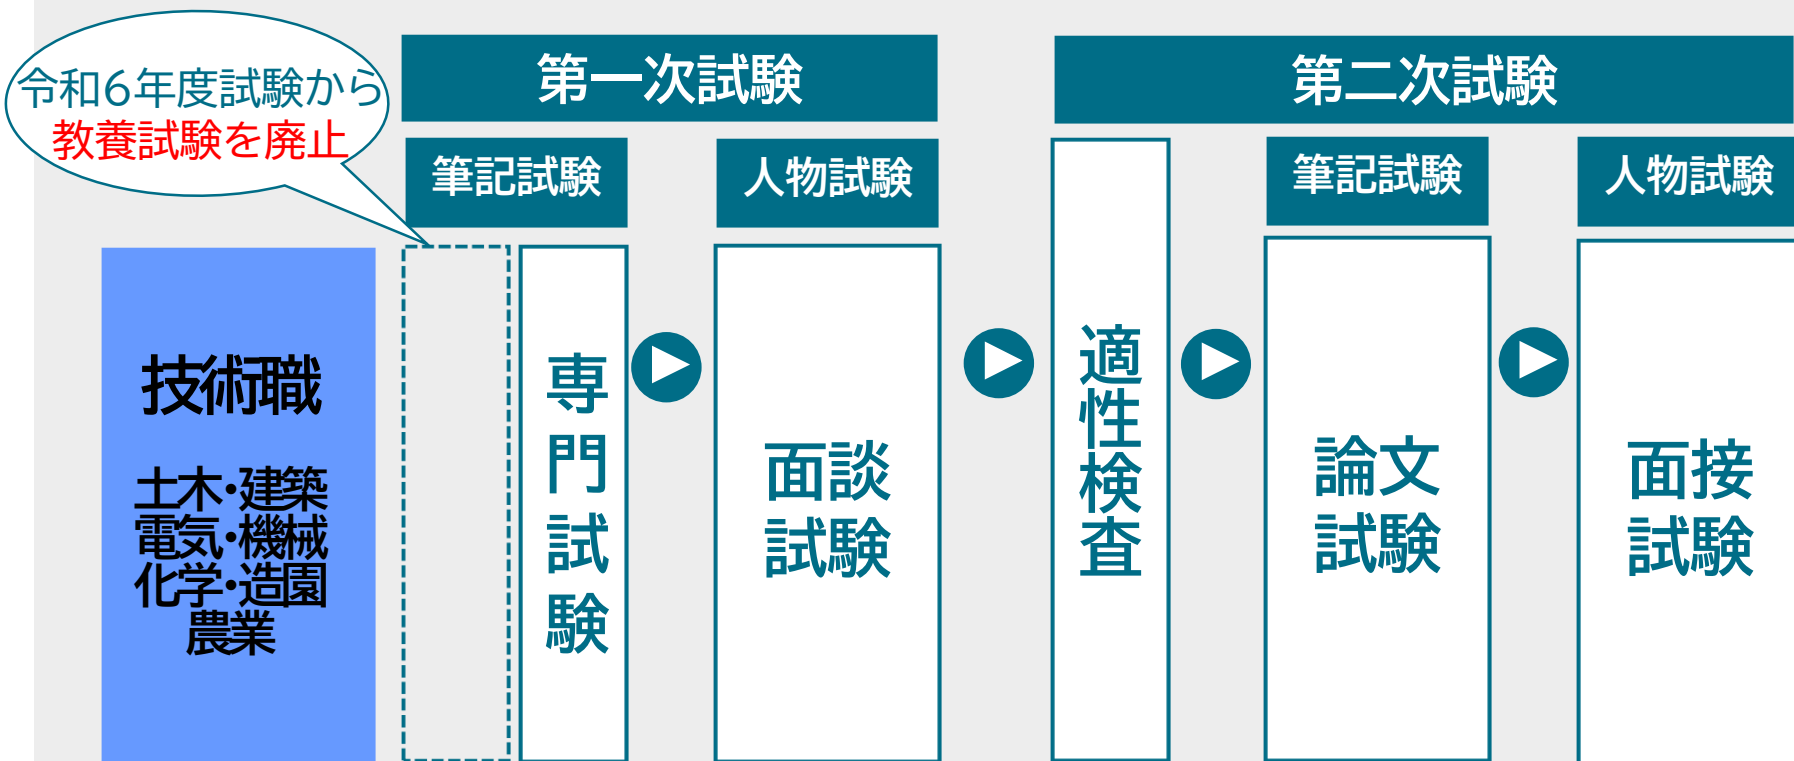 令和6年度試験から
教養試験を廃止
第一次試験
第二次試験
筆記試験
人物試験
筆記試験
人物試験
技術職
土木・建築
電気・機械
化学・造園
農業
専門試験
面談
試験
適性検査
論文
試験
面接
試験